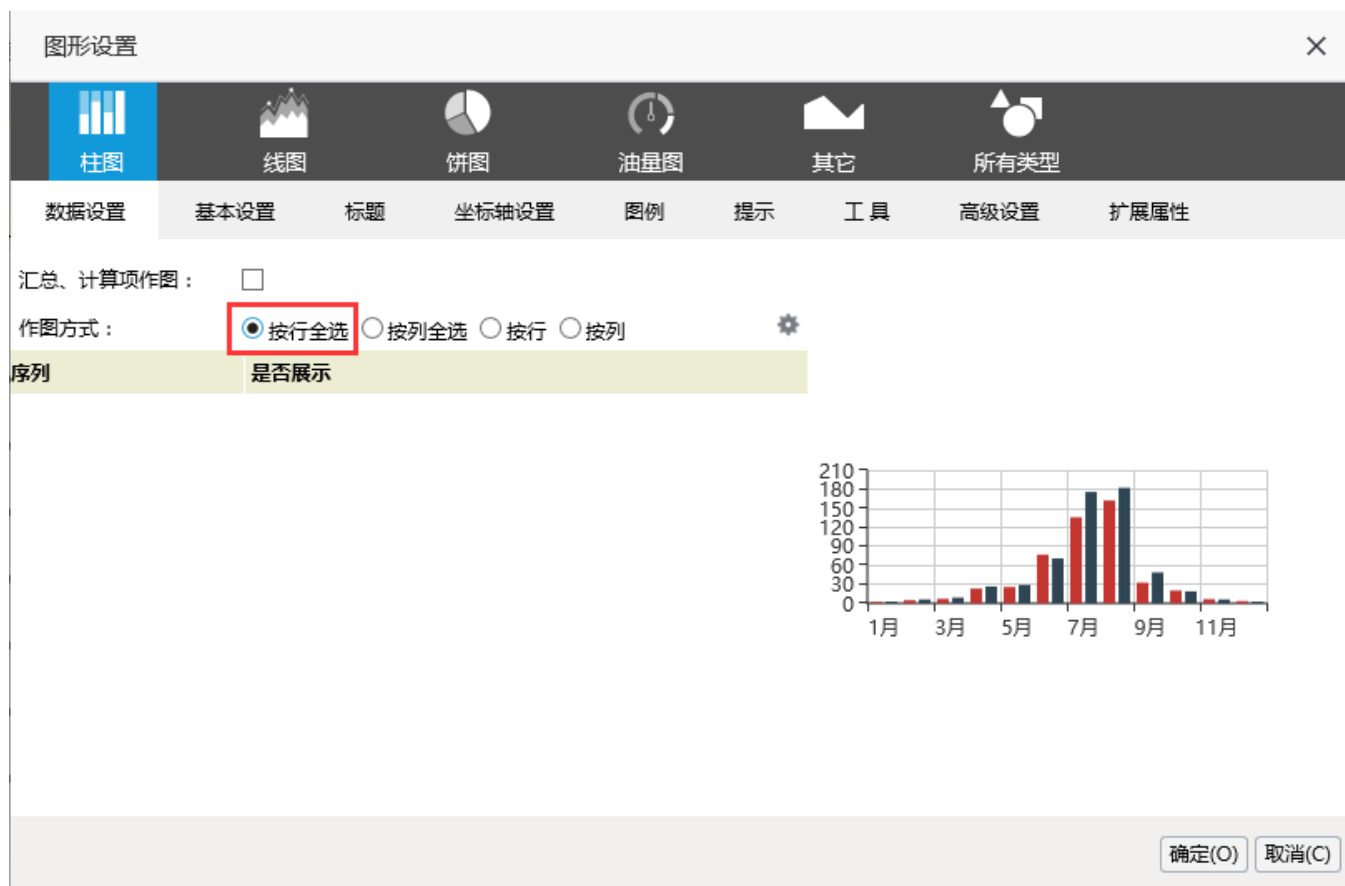 图形设置
柱图 线图 饼图 油量图 其它 所有类型
数据设置 基本设置 标题 坐标轴设置 图例 提示 工具 高级设置 扩展属性
汇总、计算项作图：
作图方式： 按行全选 按列全选 按行 按列
序列 是否展示
210
180
150
120
90
60
30
0
1月 3月 5月 7月 9月 11月
确定(O) 取消(C)